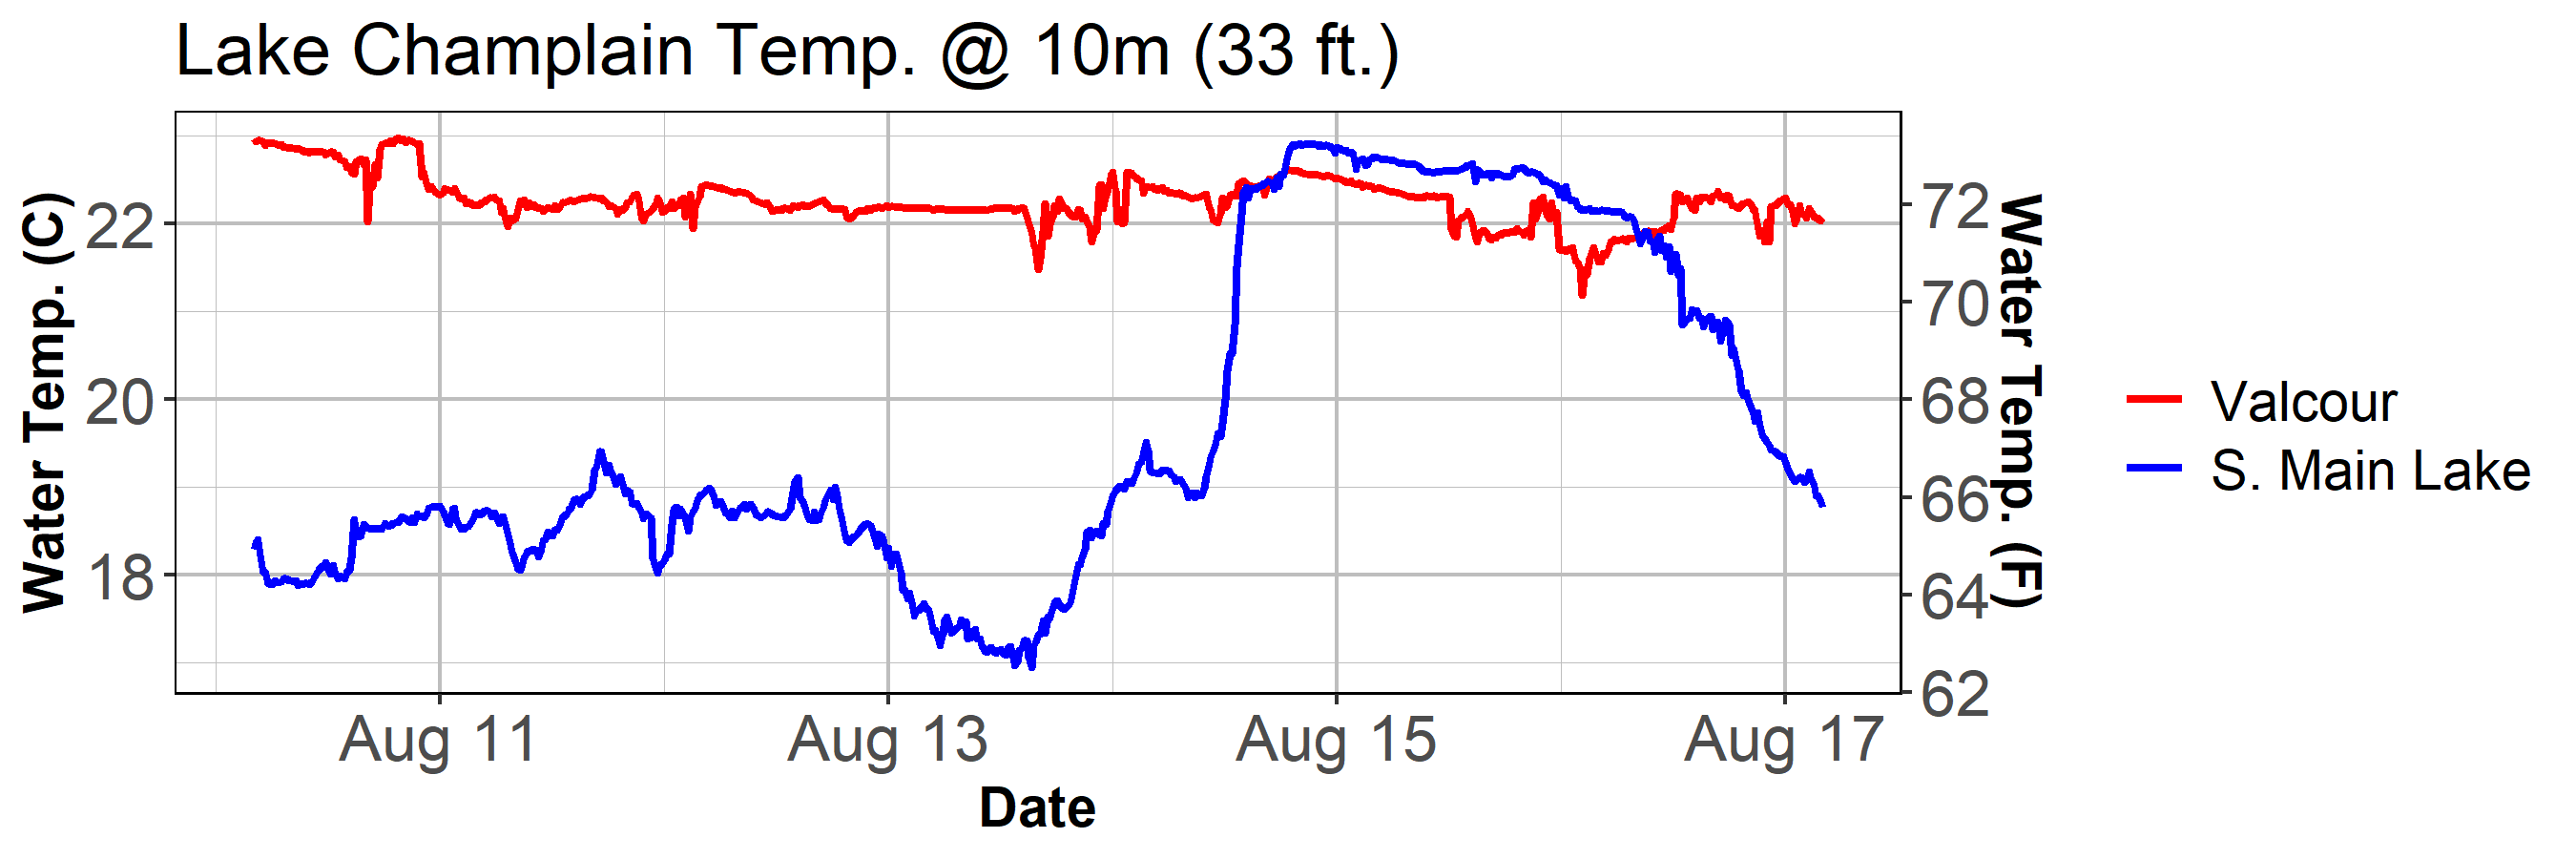 Lake Champlain Temp. @ 10m (33 ft.)
Water Temp. (C)
22
20
18
72
70
68
66
64
62
Water Temp. (F)
Aug 11
Aug 13
Aug 15
Aug 17
Date
Valcour
S. Main Lake